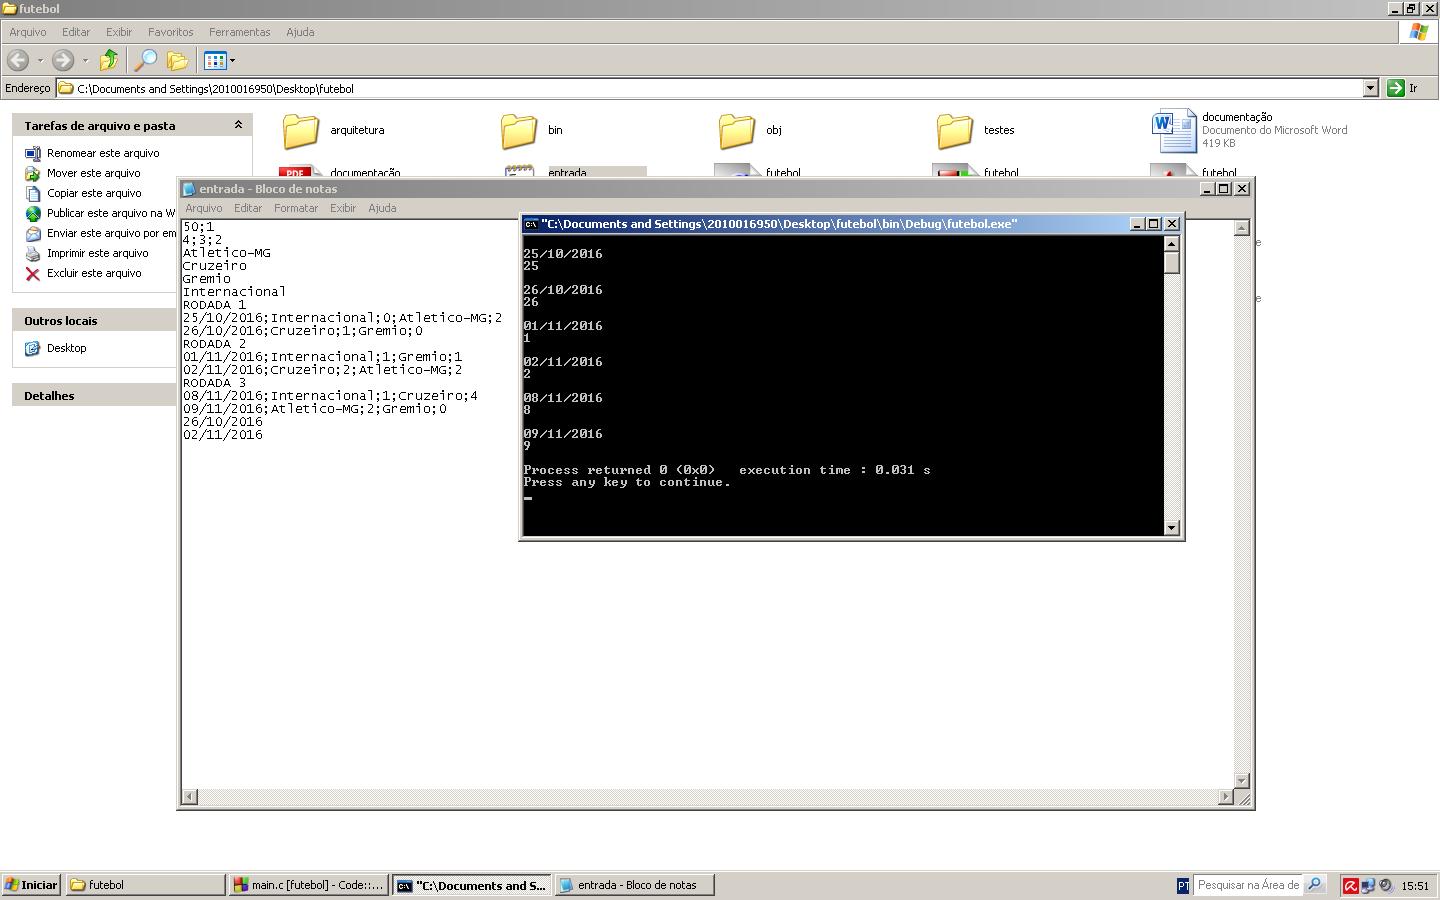 futebol
Arquivo Editar Exibir Favoritos Ferramentas Ajuda
Endereço C:\Documents and Settings\2010016950\Desktop\futebol Ir
Tarefas de arquivo e pasta
Renomear este arquivo
Mover este arquivo
Copiar este arquivo
Publicar este arquivo na W
Enviar este arquivo por em
Imprimir este arquivo
Excluir este arquivo
Outros locais
Desktop
Detalhes
arquitetura
bin
obj
testes
documentação
Documento do Microsoft Word
419 KB
PDF documentação
entrada
futebol
futebol
futebol
e
e
entrada - Bloco de notas
Arquivo Editar Formatar Exibir Ajuda
50;1
4;3;2
Atletico-MG
Cruzeiro
Gremio
Internacional
RODADA 1
25/10/2016;Internacional;0;Atletico-MG;2
26/10/2016;Cruzeiro;1;Gremio;0
RODADA 2
01/11/2016;Internacional;1;Gremio;1
02/11/2016;Cruzeiro;2;Atletico-MG;2
RODADA 3
08/11/2016;Internacional;1;Cruzeiro;4
09/11/2016;Atletico-MG;2;Gremio;0
26/10/2016
02/11/2016
"C:\Documents and Settings\2010016950\Desktop\futebol\bin\Debug\futebol.exe"
25/10/2016
25
26/10/2016
26
01/11/2016
1
02/11/2016
2
08/11/2016
8
09/11/2016
9
Process returned 0 (0x0)   execution time : 0.031 s
Press any key to continue.
Iniciar
futebol
main.c [futebol] - Code::...
"C:\Documents and S...
entrada - Bloco de notas
PT
Pesquisar na Área de
15:51